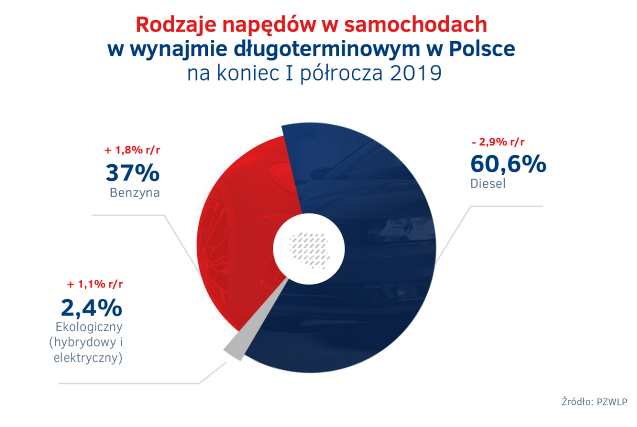 Rodzaje napędów w samochodach
w wynajmie długoterminowym w Polsce
na koniec I półrocza 2019
+ 1,8% r/r
37%
Benzyna
- 2,9% r/r
60,6%
Diesel
+ 1,1% r/r
2,4%
Ekologiczny
(hybrydowy i
elektryczny)
Źródło: PZWLP